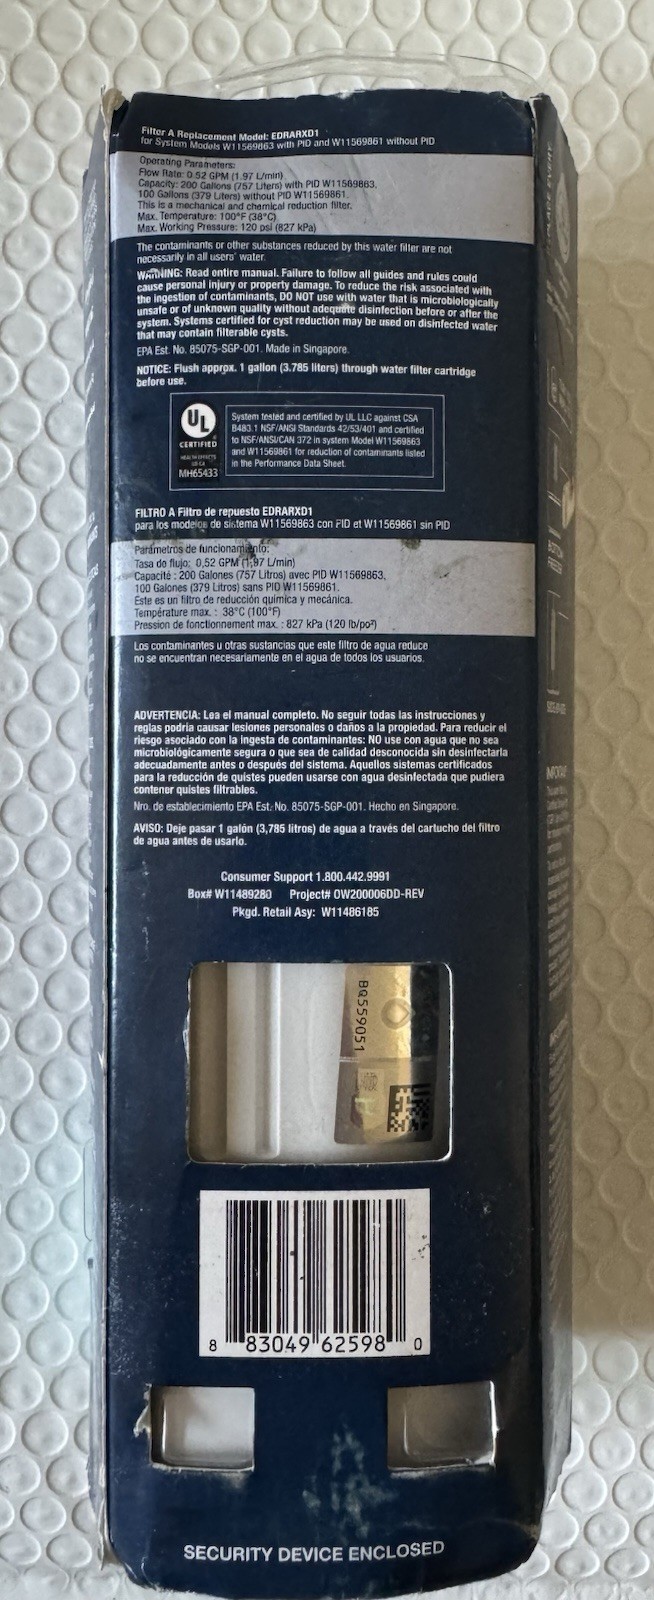 Filter A Replacement Model: EDRARXD1
for System Models W11569863 with PID and W11569861 without PID
Operating Parameters:
Flow Rate: 0.52 GPM (1.97 L/min)
Capacity: 200 Gallons (757 Liters) with PID W11569863,
100 Gallons (379 Liters) without PID W11569861.
This is a mechanical and chemical reduction filter.
Max. Temperature: 100°F (38°C)
Max. Working Pressure: 120 psi (827 kPa)
The contaminants or other substances reduced by this water filter are not
necessarily in all users' water.
WARNING: Read entire manual. Failure to follow all guides and rules could
cause personal injury or property damage. To reduce the risk associated with
the ingestion of contaminants, DO NOT use with water that is microbiologically
unsafe or of unknown quality without adequate disinfection before or after the
system. Systems certified for cyst reduction may be used on disinfected water
that may contain filterable cysts.
EPA Est. No. 85075-SGP-001. Made in Singapore.
NOTICE: Flush approx. 1 gallon (3.785 liters) through water filter cartridge
before use.
UL
CERTIFIED
HEALTH EFFECTS
US CA
MH65433
System tested and certified by UL LLC against CSA
B483.1 NSF/ANSI Standards 42/53/401 and certified
to NSF/ANSI/CAN 372 in system Model W11569863
and W11569861 for reduction of contaminants listed
in the Performance Data Sheet.
FILTRO A Filtro de repuesto EDRARXD1
para los modelos de sistema W11569863 con PID et W11569861 sin PID
Parámetros de funcionamiento:
Tasa de flujo: 0,52 GPM (1,97 L/min)
Capacité : 200 Galones (757 Litros) avec PID W11569863,
100 Galones (379 Litros) sans PID W11569861.
Este es un filtro de reducción química y mecánica.
Température max. : 38°C (100°F)
Pression de fonctionnement max. : 827 kPa (120 lb/po²)
Los contaminantes u otras sustancias que este filtro de agua reduce
no se encuentran necesariamente en el agua de todos los usuarios.
ADVERTENCIA: Lea el manual completo. No seguir todas las instrucciones y
reglas podría causar lesiones personales o daños a la propiedad. Para reducir el
riesgo asociado con la ingesta de contaminantes: NO use con agua que no sea
microbiológicamente segura o que sea de calidad desconocida sin desinfectarla
adecuadamente antes o después del sistema. Aquellos sistemas certificados
para la reducción de quistes pueden usarse con agua desinfectada que pudiera
contener quistes filtrables.
Nro. de establecimiento EPA Est. No. 85075-SGP-001. Hecho en Singapore.
AVISO: Deje pasar 1 galón (3,785 litros) de agua a través del cartucho del filtro
de agua antes de usarlo.
Consumer Support 1.800.442.9991
Box# W11489280 Project# OW200006DD-REV
Pkgd. Retail Asy: W11486185
BQ559051
8 83049 62598 0
SECURITY DEVICE ENCLOSED